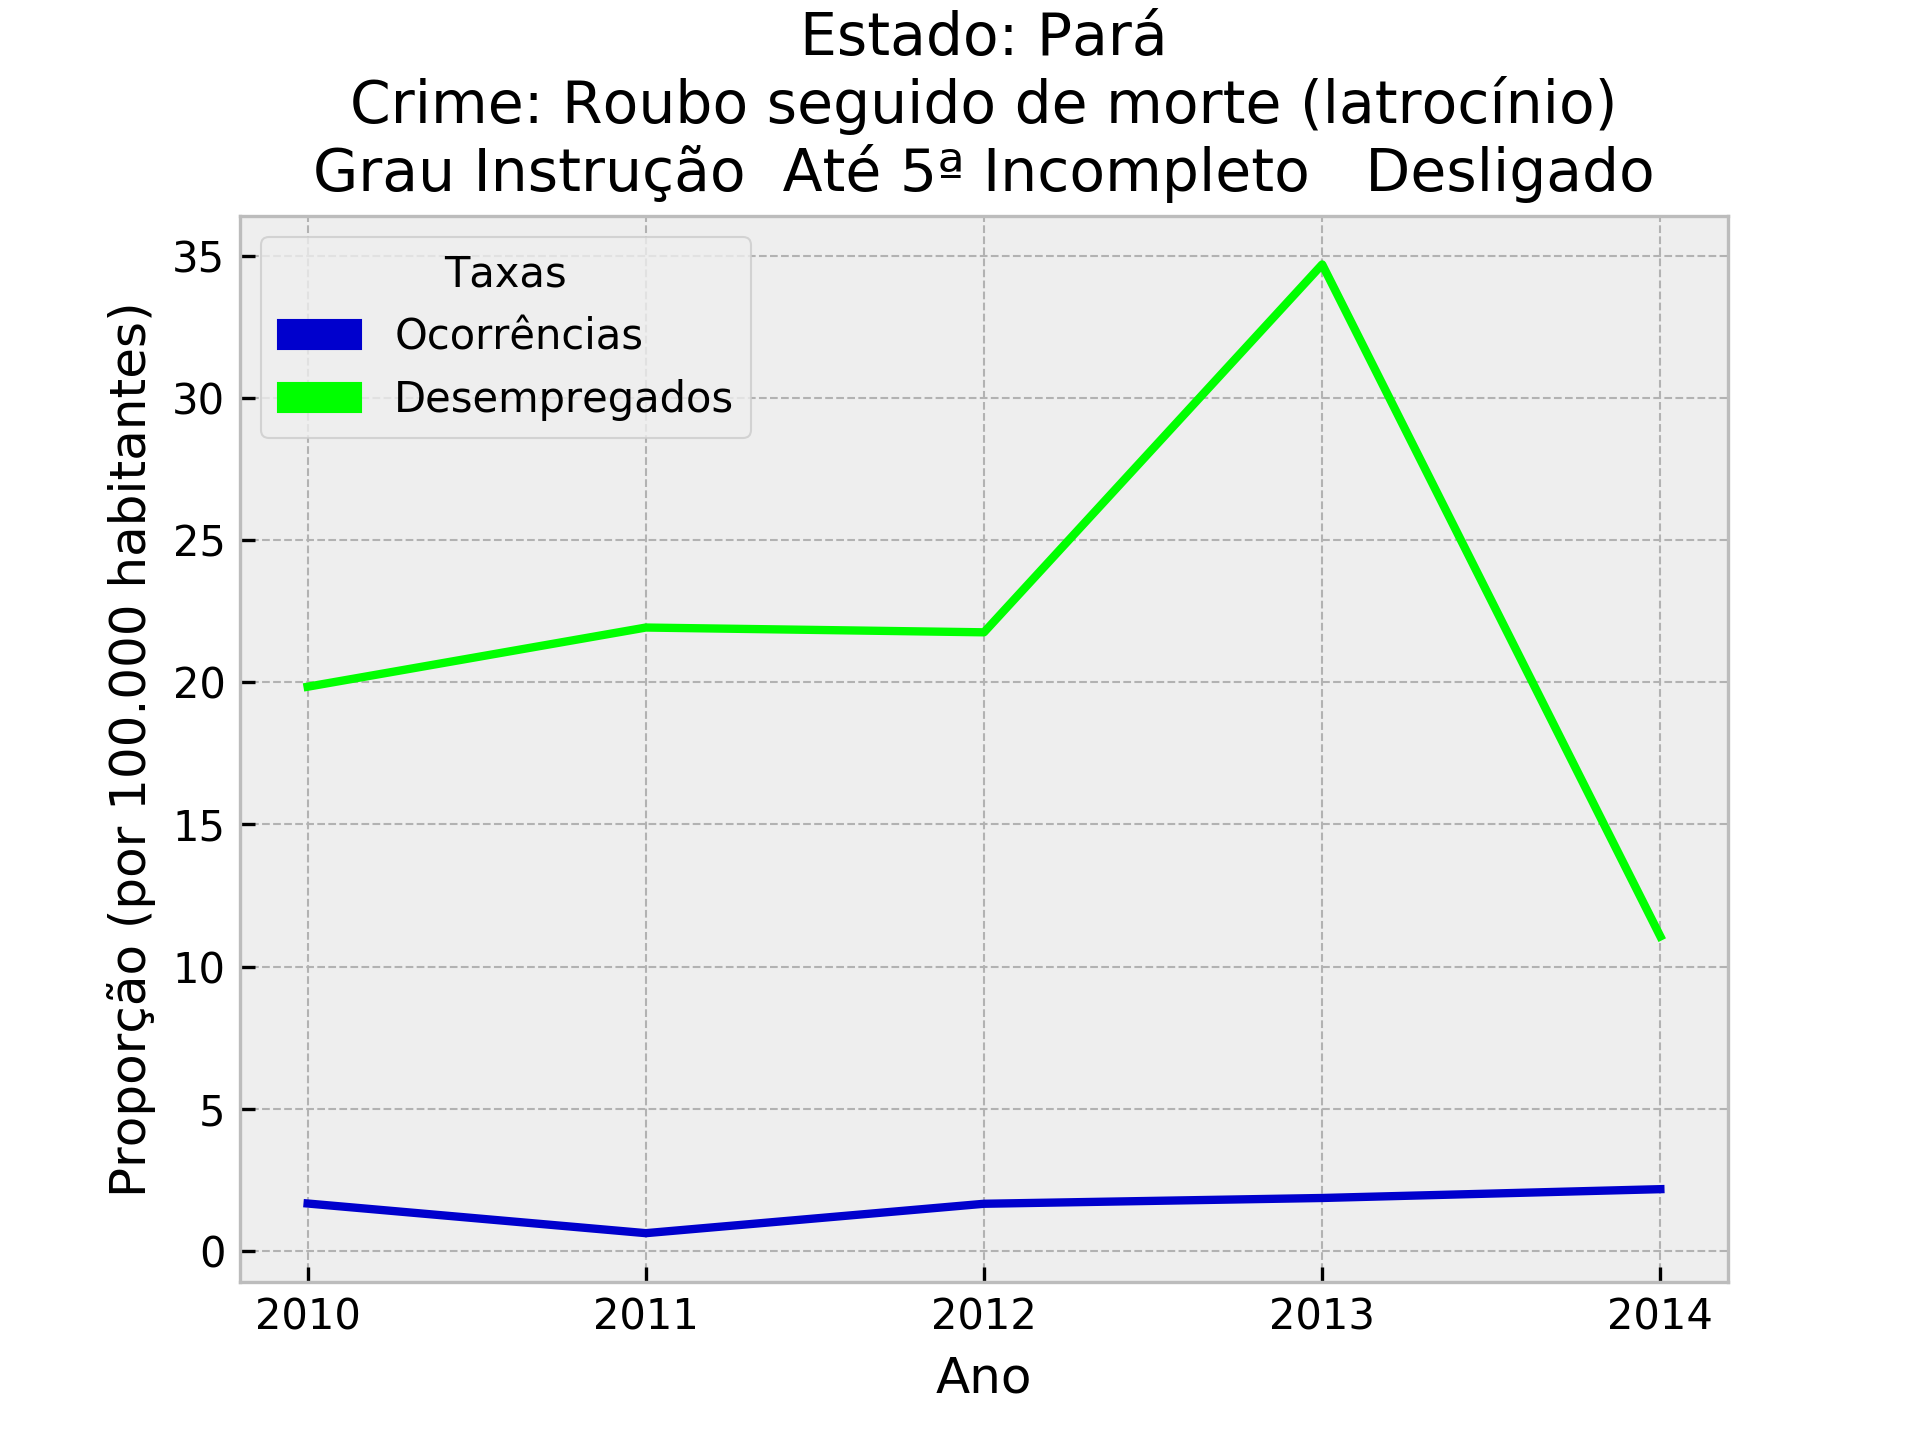 Estado: Pará
Crime: Roubo seguido de morte (latrocínio)
Grau Instrução  Até 5ª Incompleto   Desligado
Taxas
Ocorrências
Desempregados
Proporção (por 100.000 habitantes)
35
30
25
20
15
10
5
0
2010 2011 2012 2013 2014
Ano